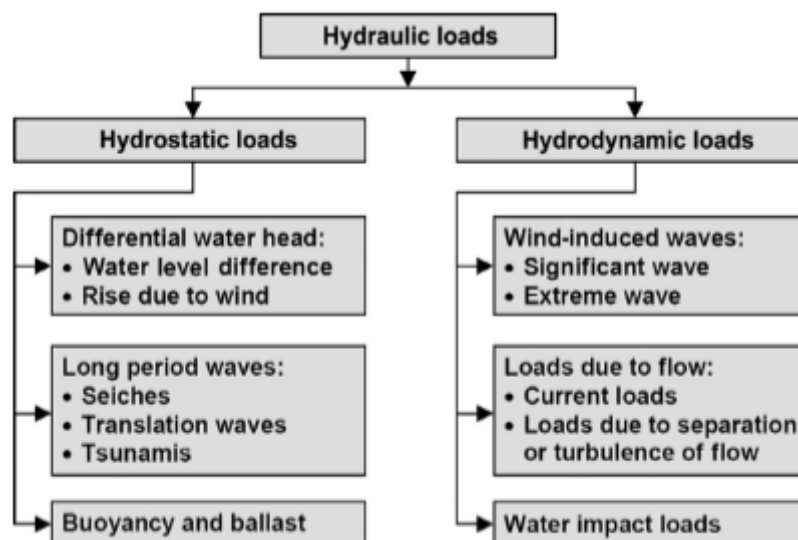 Hydraulic loads
Hydrostatic loads
Differential water head:
• Water level difference
• Rise due to wind
Long period waves:
• Seiches
• Translation waves
• Tsunamis
Buoyancy and ballast
Hydrodynamic loads
Wind-induced waves:
• Significant wave
• Extreme wave
Loads due to flow:
• Current loads
• Loads due to separation
or turbulence of flow
Water impact loads